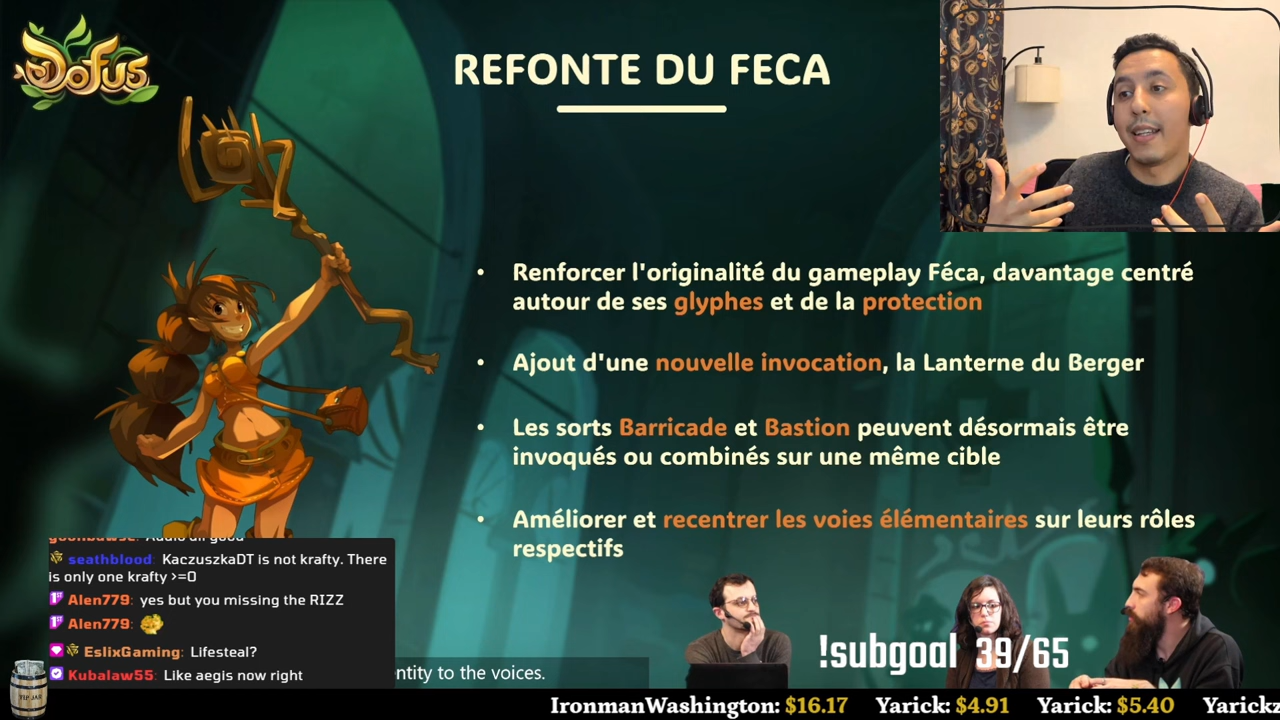 Dofus
REFONTE DU FECA
• Renforcer l'originalité du gameplay Féca, davantage centré
autour de ses glyphes et de la protection
• Ajout d'une nouvelle invocation, la Lanterne du Berger
• Les sorts Barricade et Bastion peuvent désormais être
invoqués ou combinés sur une même cible
• Améliorer et recentrer les voies élémentaires sur leurs rôles
respectifs
seathblood: KaczuszkaDT is not krafty. There
is only one krafty >=O
Alen779: yes but you missing the RIZZ
Alen779:
EslixGaming: Lifesteal?
Kubalaw55: Like aegis now right
ntity to the voices.
!subgoal 39/65
TIP JAR
IronmanWashington: $16.17 Yarick: $4.91 Yarick: $5.40 Yarick